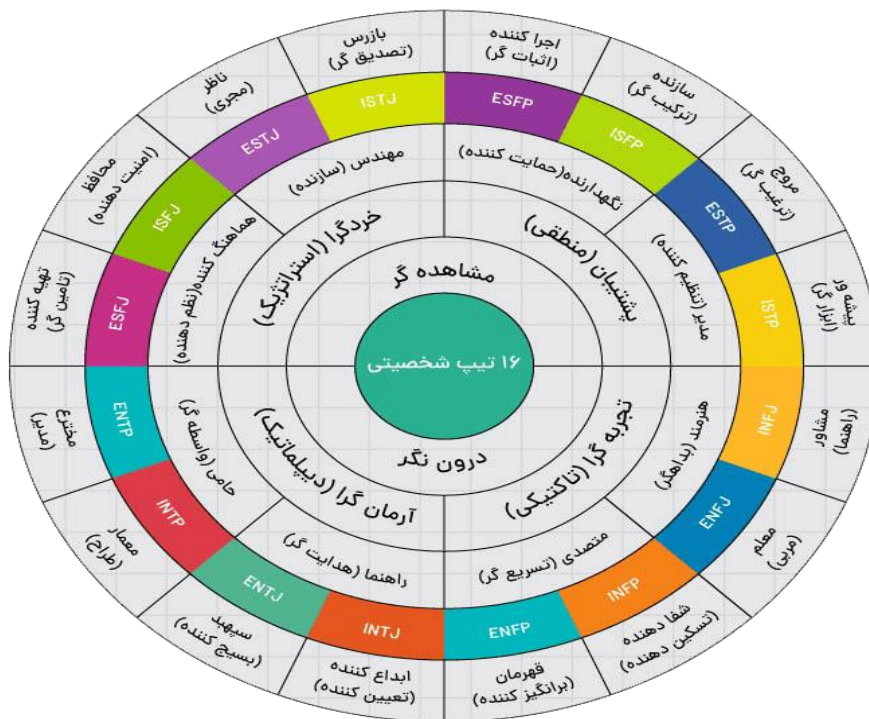 ۱۶ تیپ شخصیتی
مشاهده گر
درون نگر
خردگرا (استراتژیک)
پشتیبان (منطقی)
تجربه گرا (تاکتیکی)
آرمان گرا (دیپلماتیک)
مهندس (سازنده)
نگهدارنده(حمایت کننده)
مدیر (تنظیم کننده)
هنرمند (بداهگر)
متصدی (تسریع گر)
راهنما (هدایت گر)
حامی (واسطه گر)
هماهنگ کننده(نظم دهنده)
ISTJ
بازرس
(تصدیق گر)
ESFP
اجرا کننده
(اثبات گر)
ISFP
سازنده
(ترکیب گر)
ESTP
مروج
(ترغیب گر)
ISTP
پیشه ور
(ابزار گر)
INFJ
مشاور
(راهنما)
ENFJ
معلم
(مربی)
INFP
شفا دهنده
(تسکین دهنده)
ENFP
قهرمان
(برانگیز کننده)
INTJ
ابداع کننده
(تعیین کننده)
ENTJ
سپهبد
(بسیج کننده)
INTP
معمار
(طراح)
ENTP
مخترع
(مدبر)
ESFJ
تهیه کننده
(تامین گر)
ISFJ
محافظ
(امنیت دهنده)
ESTJ
ناظر
(مجری)